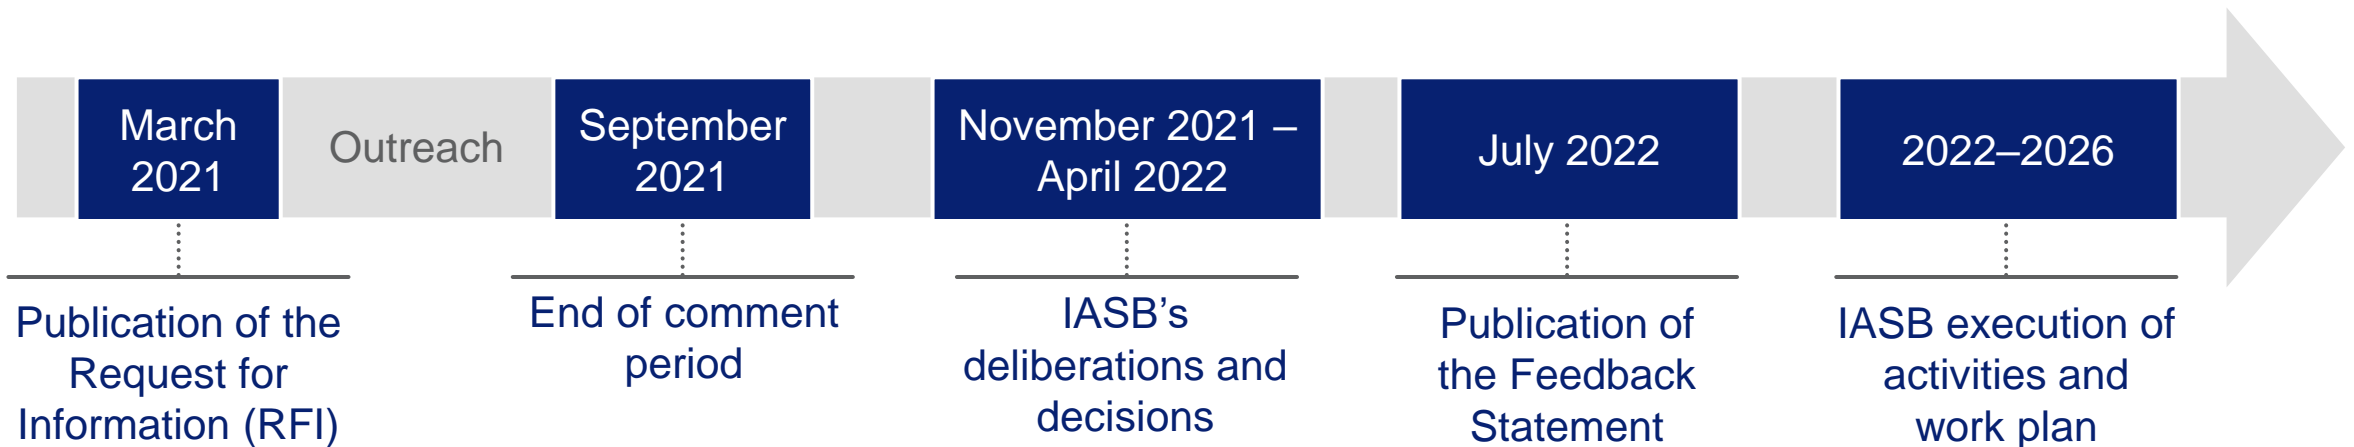 March
2021
Outreach
September
2021
November 2021 –
April 2022
July 2022
2022–2026
Publication of the
Request for
Information (RFI)
End of comment
period
IASB’s
deliberations and
decisions
Publication of
the Feedback
Statement
IASB execution of
activities and
work plan